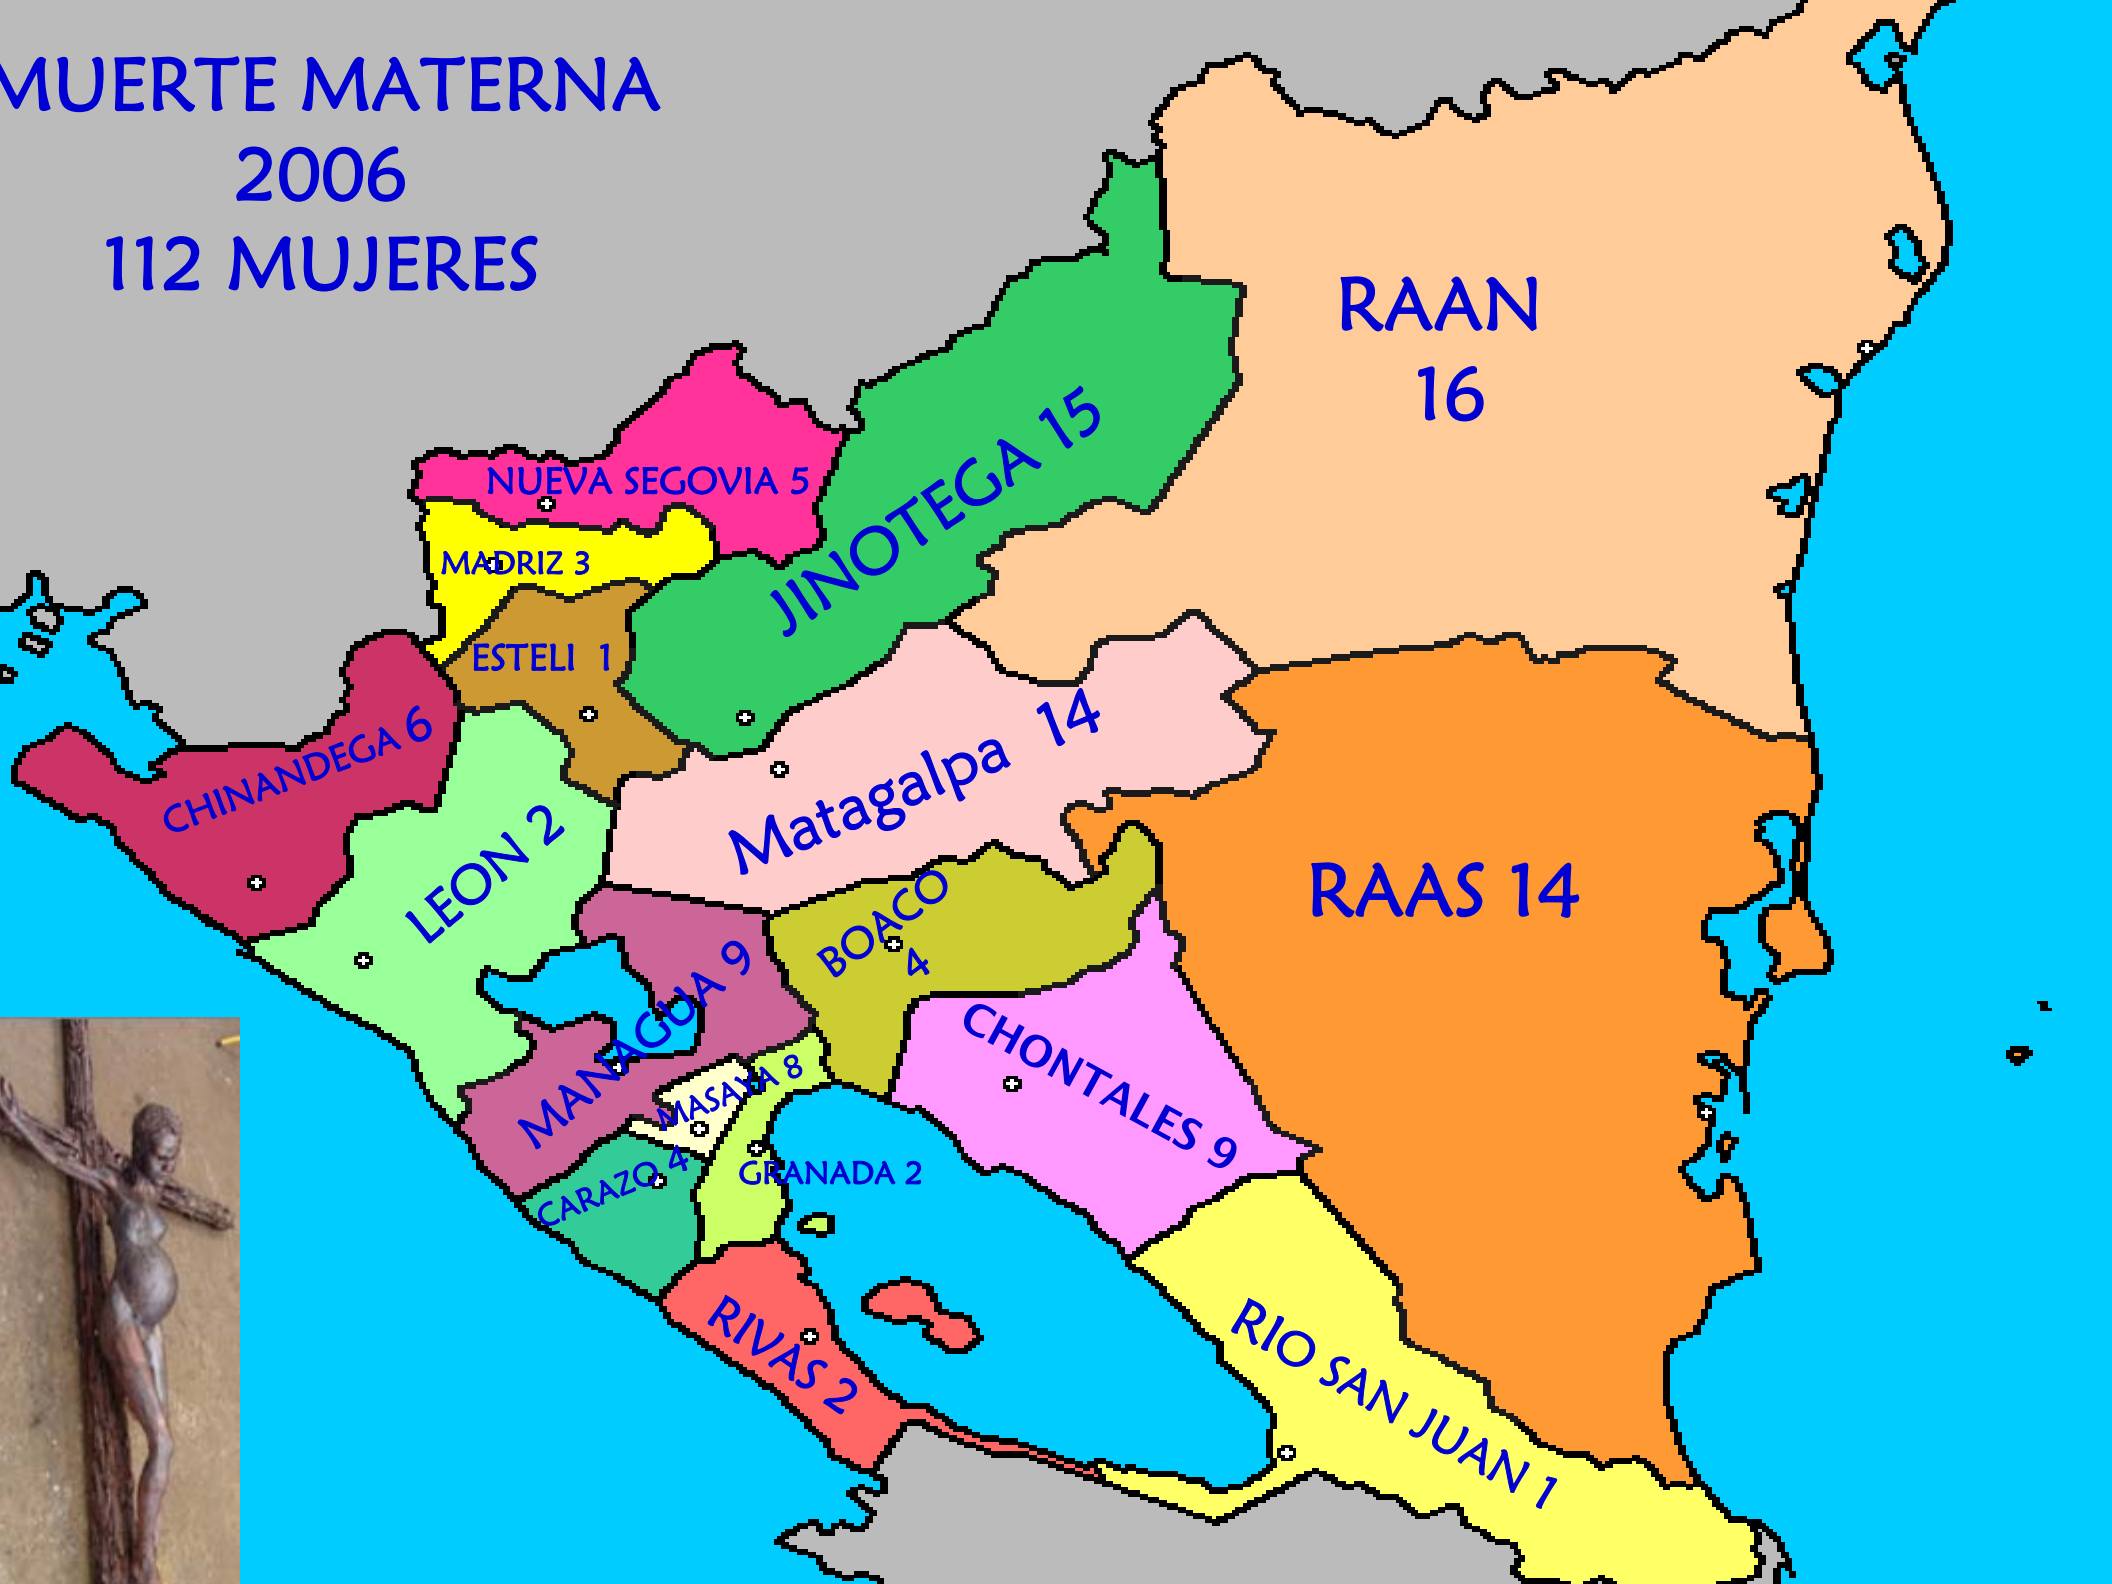 MUERTE MATERNA
2006
112 MUJERES
RAAN
16
JINOTEGA 15
NUEVA SEGOVIA 5
MADRIZ 3
ESTELI 1
CHINANDEGA 6
LEON 2
Matagalpa 14
RAAS 14
BOACO
4
MANAGUA 9
CHONTALES 9
MASAYA 8
CARAZO 4
GRANADA 2
RIVAS 2
RIO SAN JUAN 1